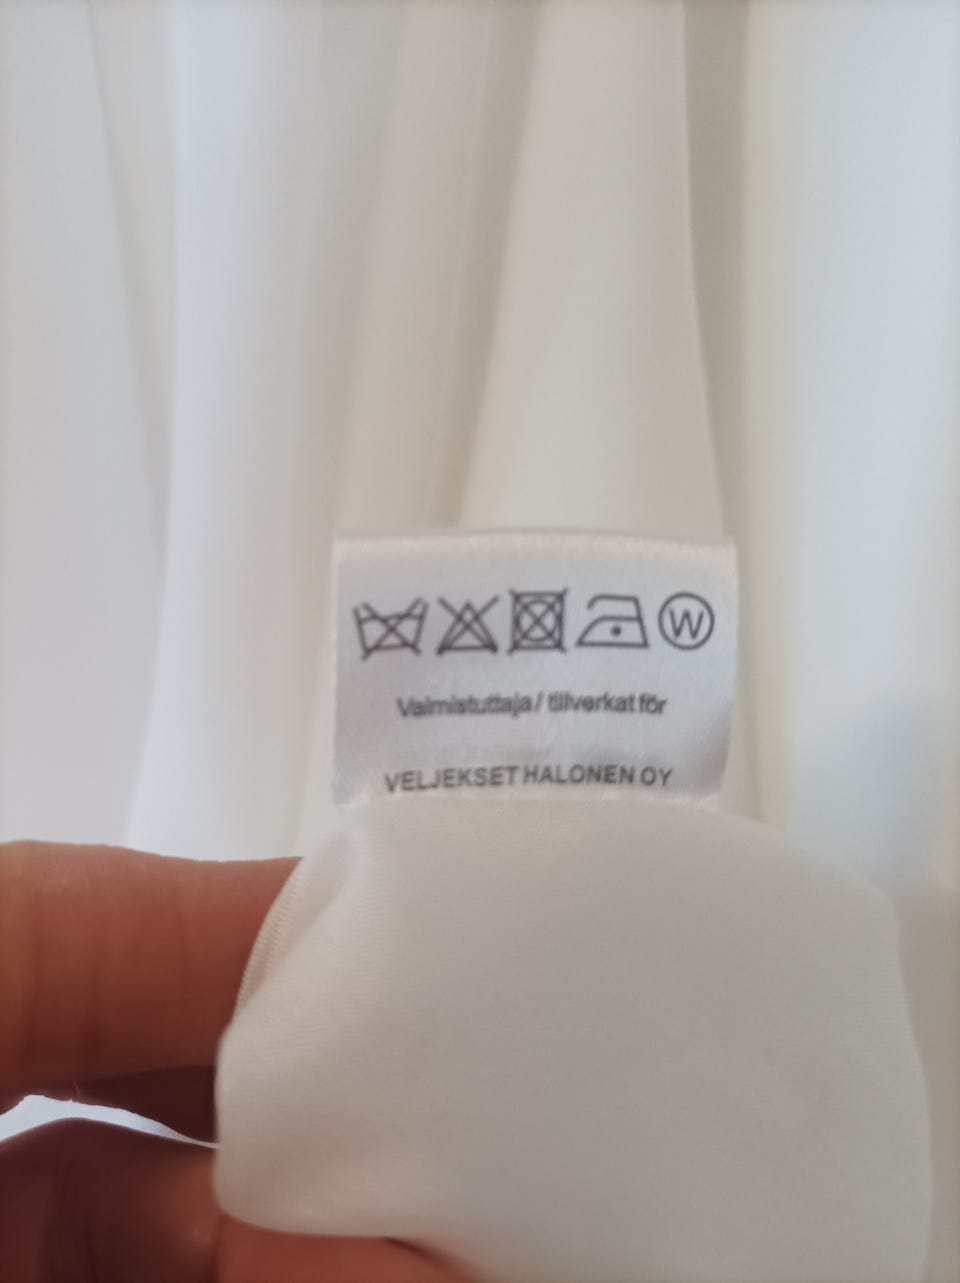 W
Valmistuttaja / tillverkat för
VELJEKSET HALONEN OY